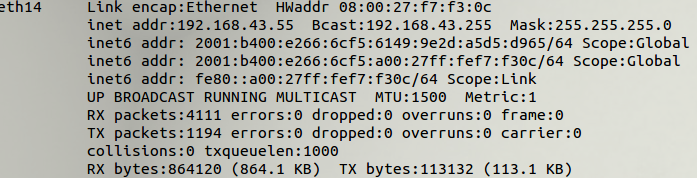 eth14 Link encap:Ethernet HWaddr 08:00:27:f7:f3:0c
inet addr:192.168.43.55 Bcast:192.168.43.255 Mask:255.255.255.0
inet6 addr: 2001:b400:e266:6cf5:6149:9e2d:a5d5:d965/64 Scope:Global
inet6 addr: 2001:b400:e266:6cf5:a00:27ff:fef7:f30c/64 Scope:Global
inet6 addr: fe80::a00:27ff:fef7:f30c/64 Scope:Link
UP BROADCAST RUNNING MULTICAST MTU:1500 Metric:1
RX packets:4111 errors:0 dropped:0 overruns:0 frame:0
TX packets:1194 errors:0 dropped:0 overruns:0 carrier:0
collisions:0 txqueuelen:1000
RX bytes:864120 (864.1 KB) TX bytes:113132 (113.1 KB)